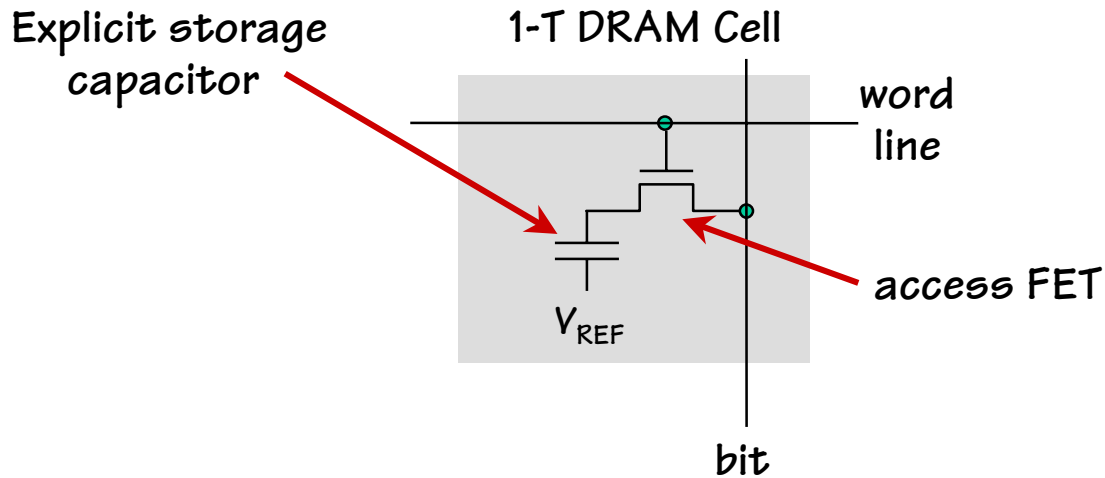 Explicit storage
capacitor
1-T DRAM Cell
word
line
access FET
VREF
bit